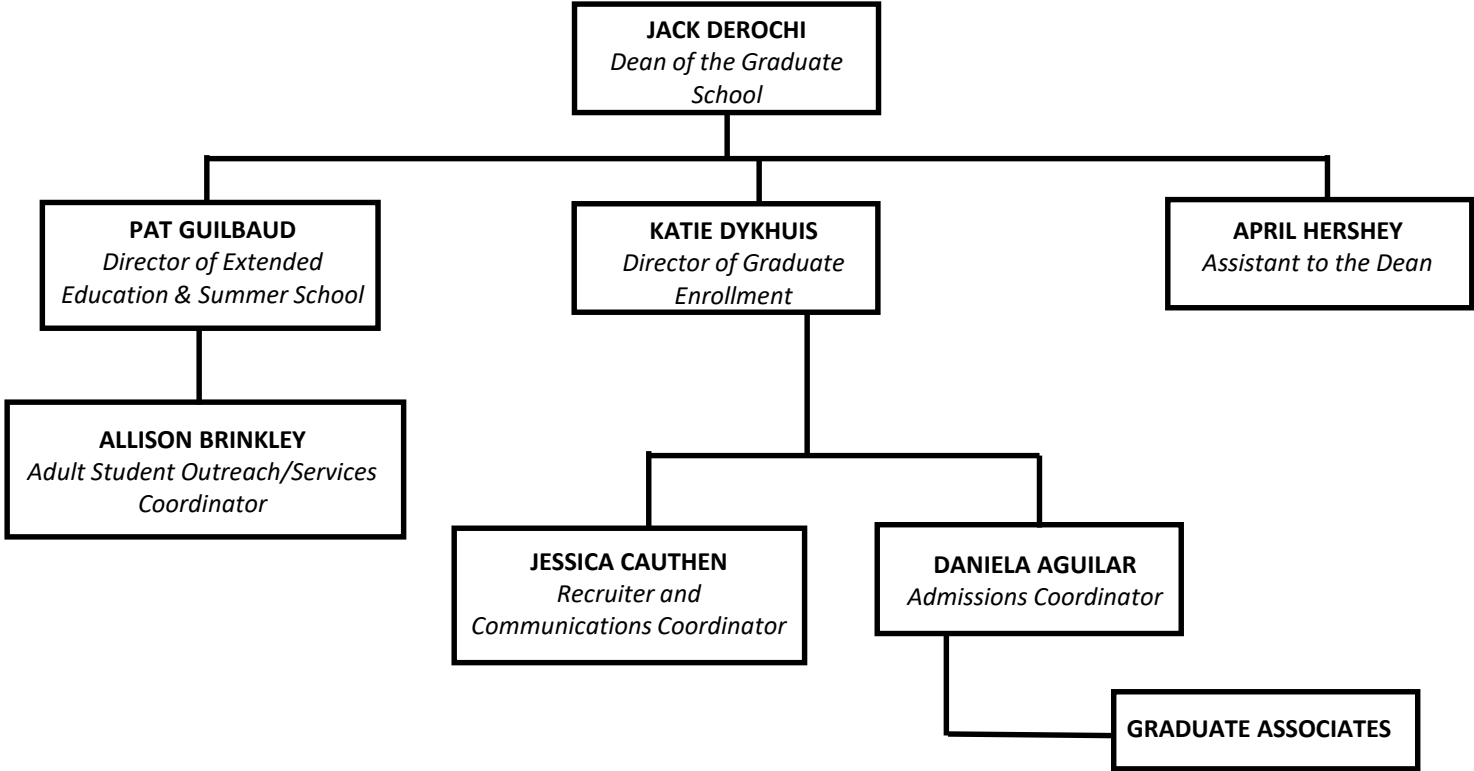 JACK DEROCHI
Dean of the Graduate
School
PAT GUILBAUD
Director of Extended
Education & Summer School
KATIE DYKHUIS
Director of Graduate
Enrollment
APRIL HERSHEY
Assistant to the Dean
ALLISON BRINKLEY
Adult Student Outreach/Services
Coordinator
JESSICA CAUTHEN
Recruiter and
Communications Coordinator
DANIELA AGUILAR
Admissions Coordinator
GRADUATE ASSOCIATES